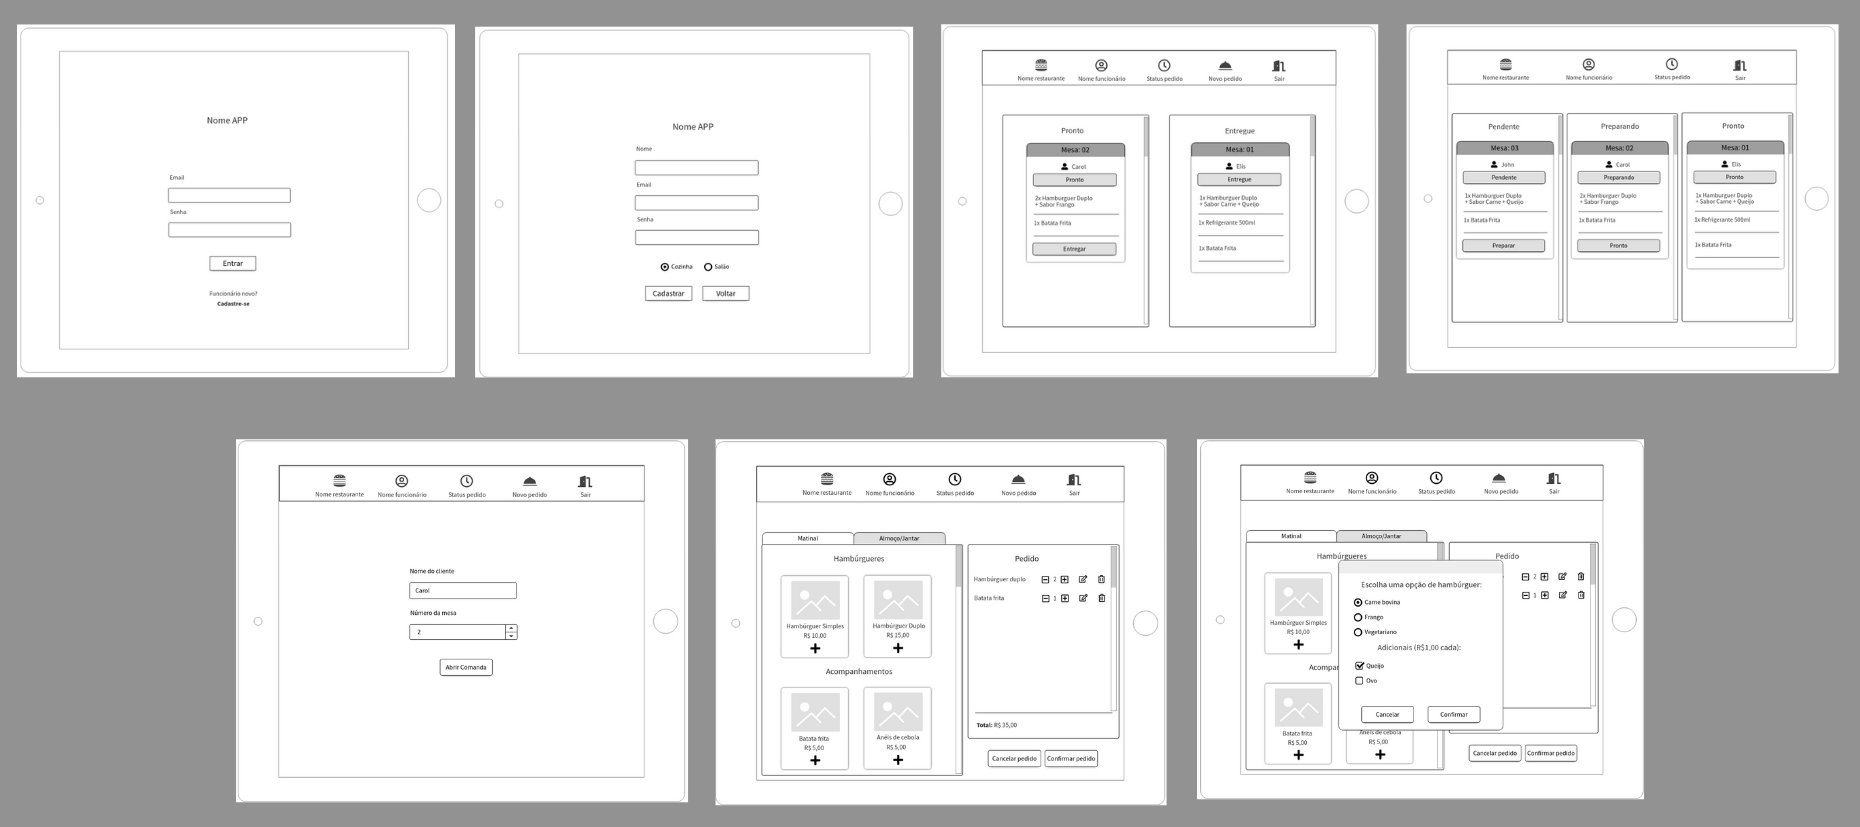 Nome APP
Email
Senha
Entrar
Funcionário novo?
Cadastre-se
Nome APP
Nome
Email
Senha
Cozinha
Salão
Cadastrar
Voltar
Nome restaurante
Nome funcionário
Status pedido
Novo pedido
Sair
Pronto
Mesa: 02
Carol
Pronto
2x Hamburguer Duplo
+ Sabor Frango
1x Batata Frita
Entregar
Entregue
Mesa: 01
Elis
Entregue
1x Hamburguer Duplo
+ Sabor Carne + Queijo
1x Refrigerante 500ml
1x Batata Frita
Nome restaurante
Nome funcionário
Status pedido
Sair
Pendente
Mesa: 03
John
Pendente
1x Hamburguer Duplo
+ Sabor Carne + Queijo
1x Batata Frita
Preparar
Preparando
Mesa: 02
Carol
Preparando
2x Hamburguer Duplo
+ Sabor Frango
1x Batata Frita
Pronto
Pronto
Mesa: 01
Elis
Pronto
1x Hamburguer Duplo
+ Sabor Carne + Queijo
1x Refrigerante 500ml
1x Batata Frita
Nome restaurante
Nome funcionário
Status pedido
Novo pedido
Sair
Nome do cliente
Carol
Número da mesa
2
Abrir Comanda
Nome restaurante
Nome funcionário
Status pedido
Novo pedido
Sair
Matinal
Almoço/Jantar
Hambúrgueres
Hambúrguer Simples
R$ 10,00
Hambúrguer Duplo
R$ 15,00
Acompanhamentos
Batata frita
R$ 5,00
Anéis de cebola
R$ 5,00
Pedido
Hambúrguer duplo 2
Batata frita 1
Total: R$ 35,00
Cancelar pedido
Confirmar pedido
Nome restaurante
Nome funcionário
Status pedido
Novo pedido
Sair
Matinal
Almoço/Jantar
Hambúrgueres
Hambúrguer Simples
R$ 10,00
Acompar
Batata frita
R$ 5,00
Anéis de cebola
R$ 5,00
Escolha uma opção de hambúrguer:
Carne bovina
Frango
Vegetariano
Adicionais (R$1,00 cada):
Queijo
Ovo
Cancelar
Confirmar
Pedido
2
1
Cancelar pedido
Confirmar pedido